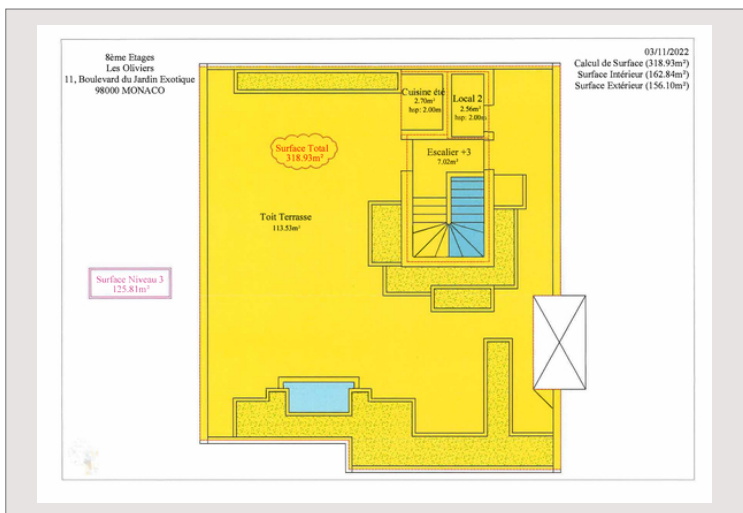 8ème Etages
Les Oliviers
11, Boulevard du Jardin Exotique
98000 MONACO
03/11/2022
Calcul de Surface (318.93m²)
Surface Intérieur (162.84m²)
Surface Extérieur (156.10m²)
Cuisine été
2.70m²
hsp: 2.00m
Local 2
2.56m²
hsp: 2.00m
Surface Total
318.93m²
Escalier +3
7.02m²
Toit Terrasse
113.53m²
Surface Niveau 3
125.81m²